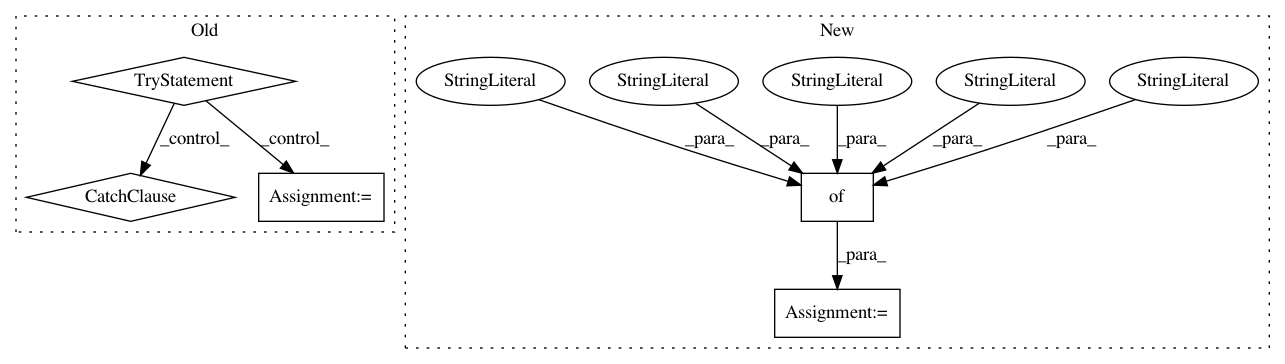 Old
New
TryStatement
StringLiteral
StringLiteral
StringLiteral
StringLiteral
StringLiteral
_control_
_control_
_para_
_para_
_para_
_para_
_para_
CatchClause
Assignment:=
of
_para_
Assignment:=